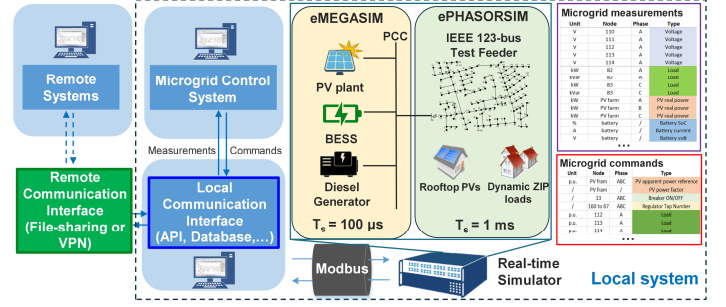 Remote
Systems
Remote
Communication
Interface
(File-sharing or
VPN)
Microgrid Control
System
Measurements
Commands
Local
Communication
Interface
(API, Database,...)
eMEGASIM
PV plant
BESS
Diesel
Generator
Ts = 100 µs
PCC
ePHASORSIM
IEEE 123-bus
Test Feeder
Rooftop PVs
Dynamic ZIP
loads
Ts = 1 ms
Modbus
Real-time
Simulator
Local system
Microgrid measurements
Unit Node Phase Type
V 110 A Voltage
V 111 A Voltage
V 112 A Voltage
V 113 A Voltage
V 114 A Voltage
kW 82 A Load
kVar 82 A Load
kW 83 C Load
kVar 83 C Load
kW PV farm A PV real power
kW PV farm B PV real power
kW PV farm C PV real power
% battery / Battery SoC
A battery / Battery current
V battery / Battery volt
•••
Microgrid commands
Unit Node Phase Type
p.u. PV fram ABC PV apparent power reference
/ PV fram / PV power factor
/ 13 ABC Breaker ON/OFF
/ 160 to 67 ABC Regulator Tap Number
p.u. 112 A Load
p.u. 113 A Load
p.u. 114 A Load
•••